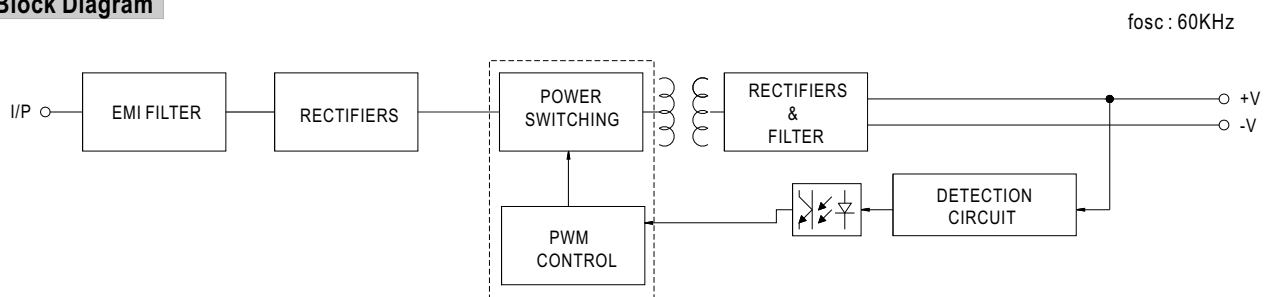 Block Diagram
fosc : 60KHz
I/P
EMI FILTER
RECTIFIERS
POWER
SWITCHING
RECTIFIERS
&
FILTER
+V
-V
DETECTION
CIRCUIT
PWM
CONTROL